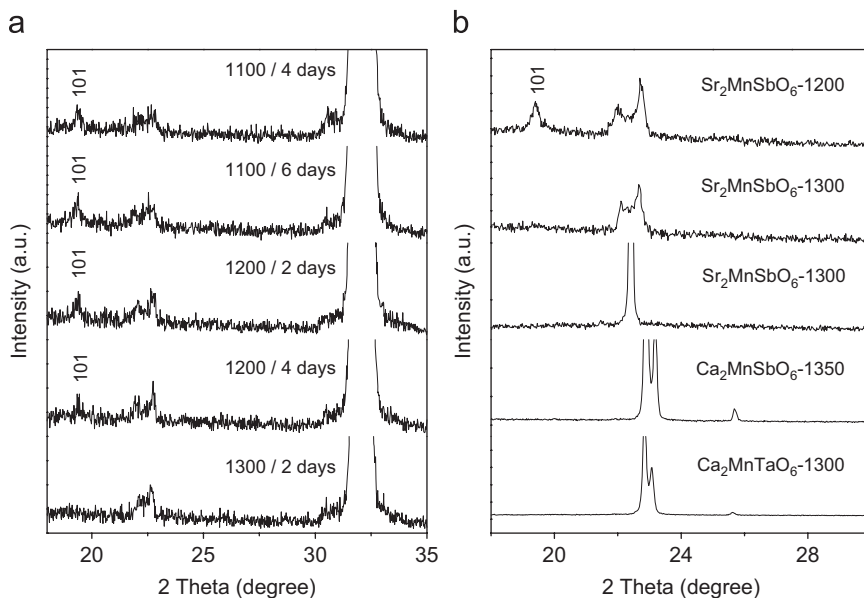 a
b
Intensity (a.u.)
1100 / 4 days
101
1100 / 6 days
101
1200 / 2 days
101
1200 / 4 days
101
1300 / 2 days
20 25 30 35
2 Theta (degree)
Intensity (a.u.)
101
Sr₂MnSbO₆-1200
Sr₂MnSbO₆-1300
Sr₂MnSbO₆-1300
Ca₂MnSbO₆-1350
Ca₂MnTaO₆-1300
20 24 28
2 Theta (degree)